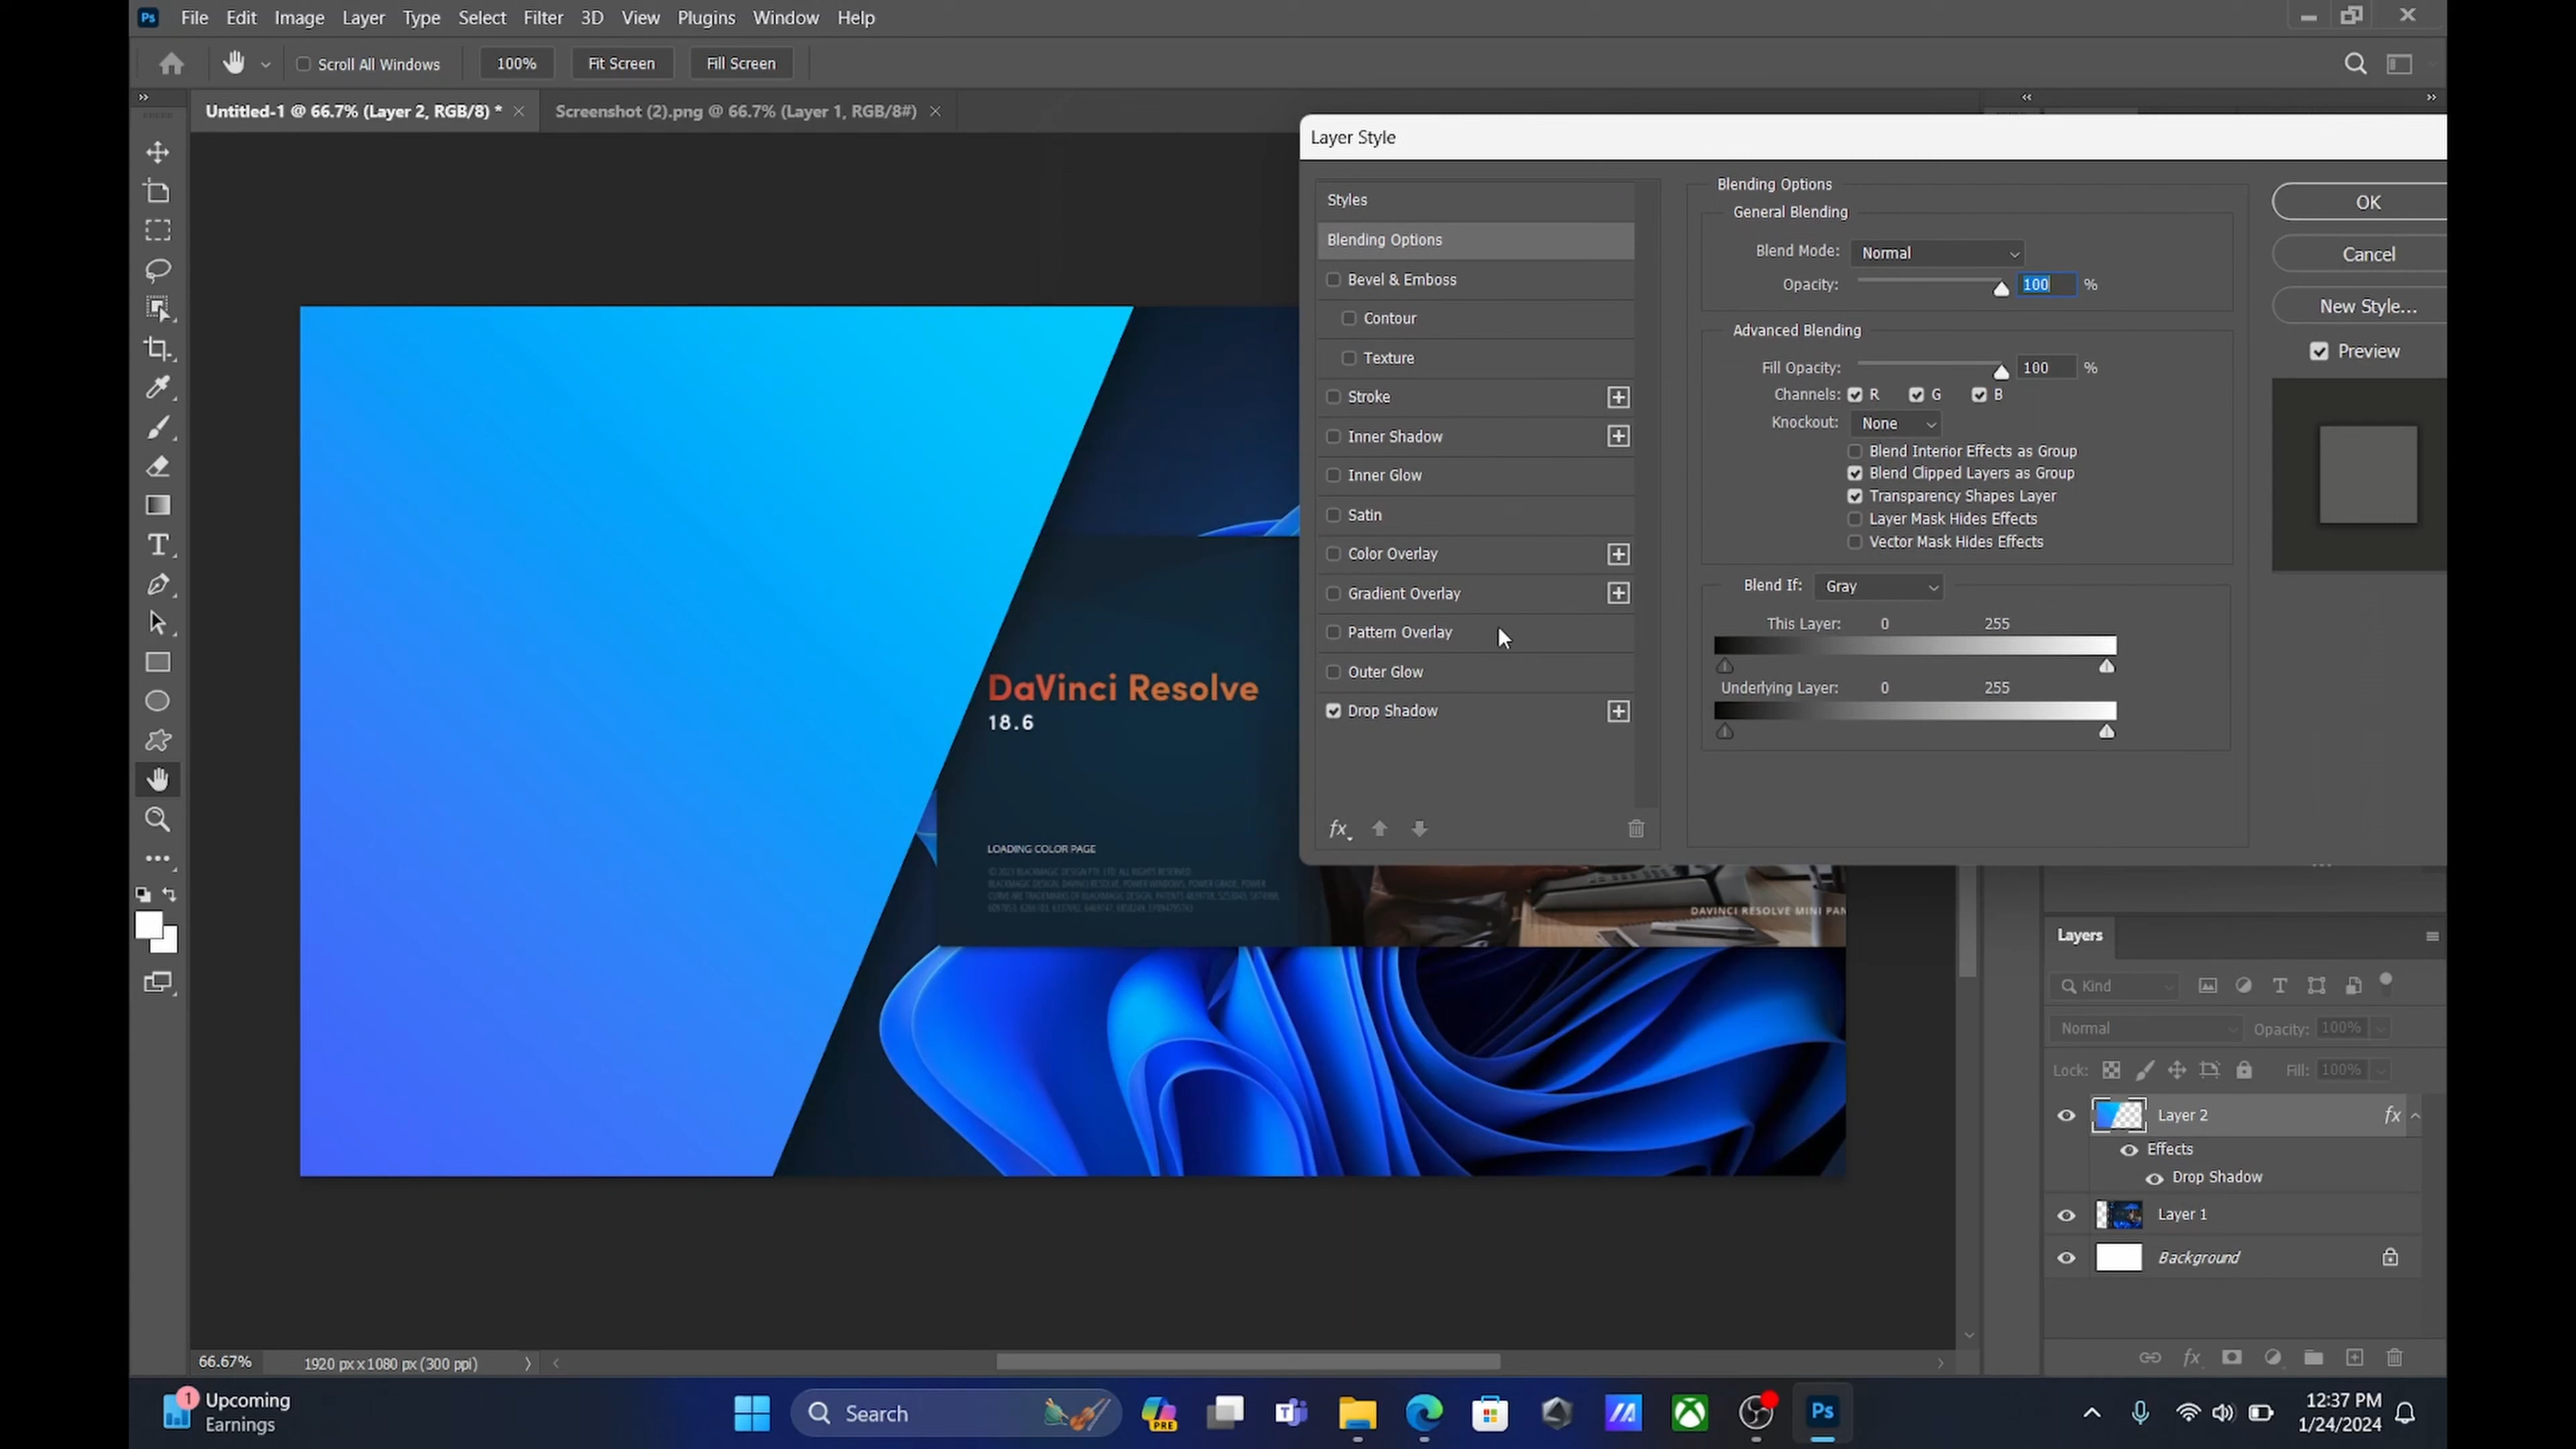 Ps File Edit Image Layer Type Select Filter 3D View Plugins Window Help
Scroll All Windows 100% Fit Screen Fill Screen
Untitled-1 @ 66.7% (Layer 2, RGB/8) * Screenshot (2).png @ 66.7% (Layer 1, RGB/8#)
Layer Style
Styles
Blending Options
Bevel & Emboss
Contour
Texture
Stroke
Inner Shadow
Inner Glow
Satin
Color Overlay
Gradient Overlay
Pattern Overlay
Outer Glow
Drop Shadow
fx
Blending Options
General Blending
Blend Mode: Normal
Opacity: 100 %
Advanced Blending
Fill Opacity: 100 %
Channels: R G B
Knockout: None
Blend Interior Effects as Group
Blend Clipped Layers as Group
Transparency Shapes Layer
Layer Mask Hides Effects
Vector Mask Hides Effects
Blend If: Gray
This Layer: 0 255
Underlying Layer: 0 255
OK
Cancel
New Style...
Preview
DaVinci Resolve
18.6
LOADING COLOR PAGE
DAVINCI RESOLVE MINI PAN
Layers
Kind
Normal Opacity: 100%
Lock: Fill: 100%
Layer 2 fx
Effects
Drop Shadow
Layer 1
Background
fx
66.67% 1920 px x 1080 px (300 ppi)
1 Upcoming
Earnings
Search
PRE
Ps
12:37 PM
1/24/2024